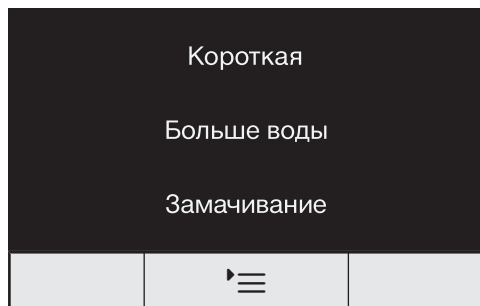 Короткая
Больше воды
Замачивание